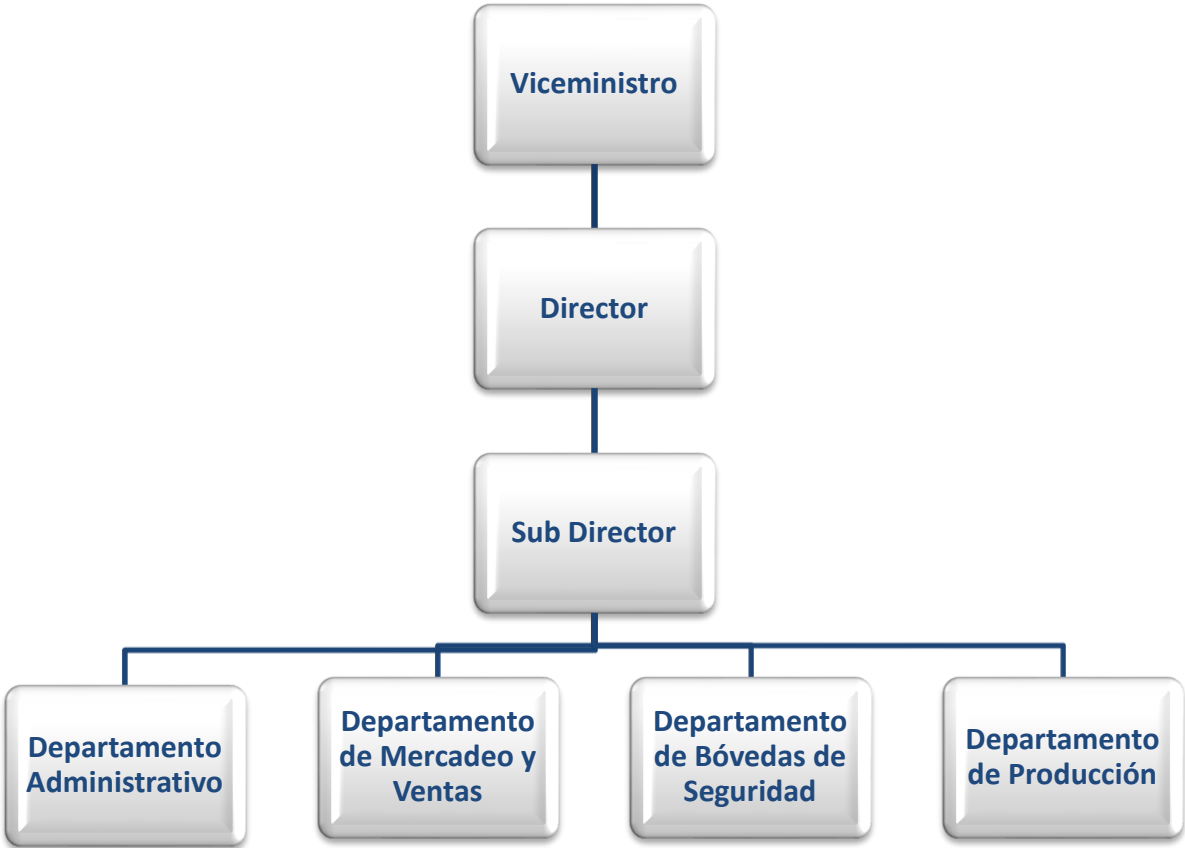 Viceministro
Director
Sub Director
Departamento
Administrativo
Departamento
de Mercadeo y
Ventas
Departamento
de Bóvedas de
Seguridad
Departamento
de Producción